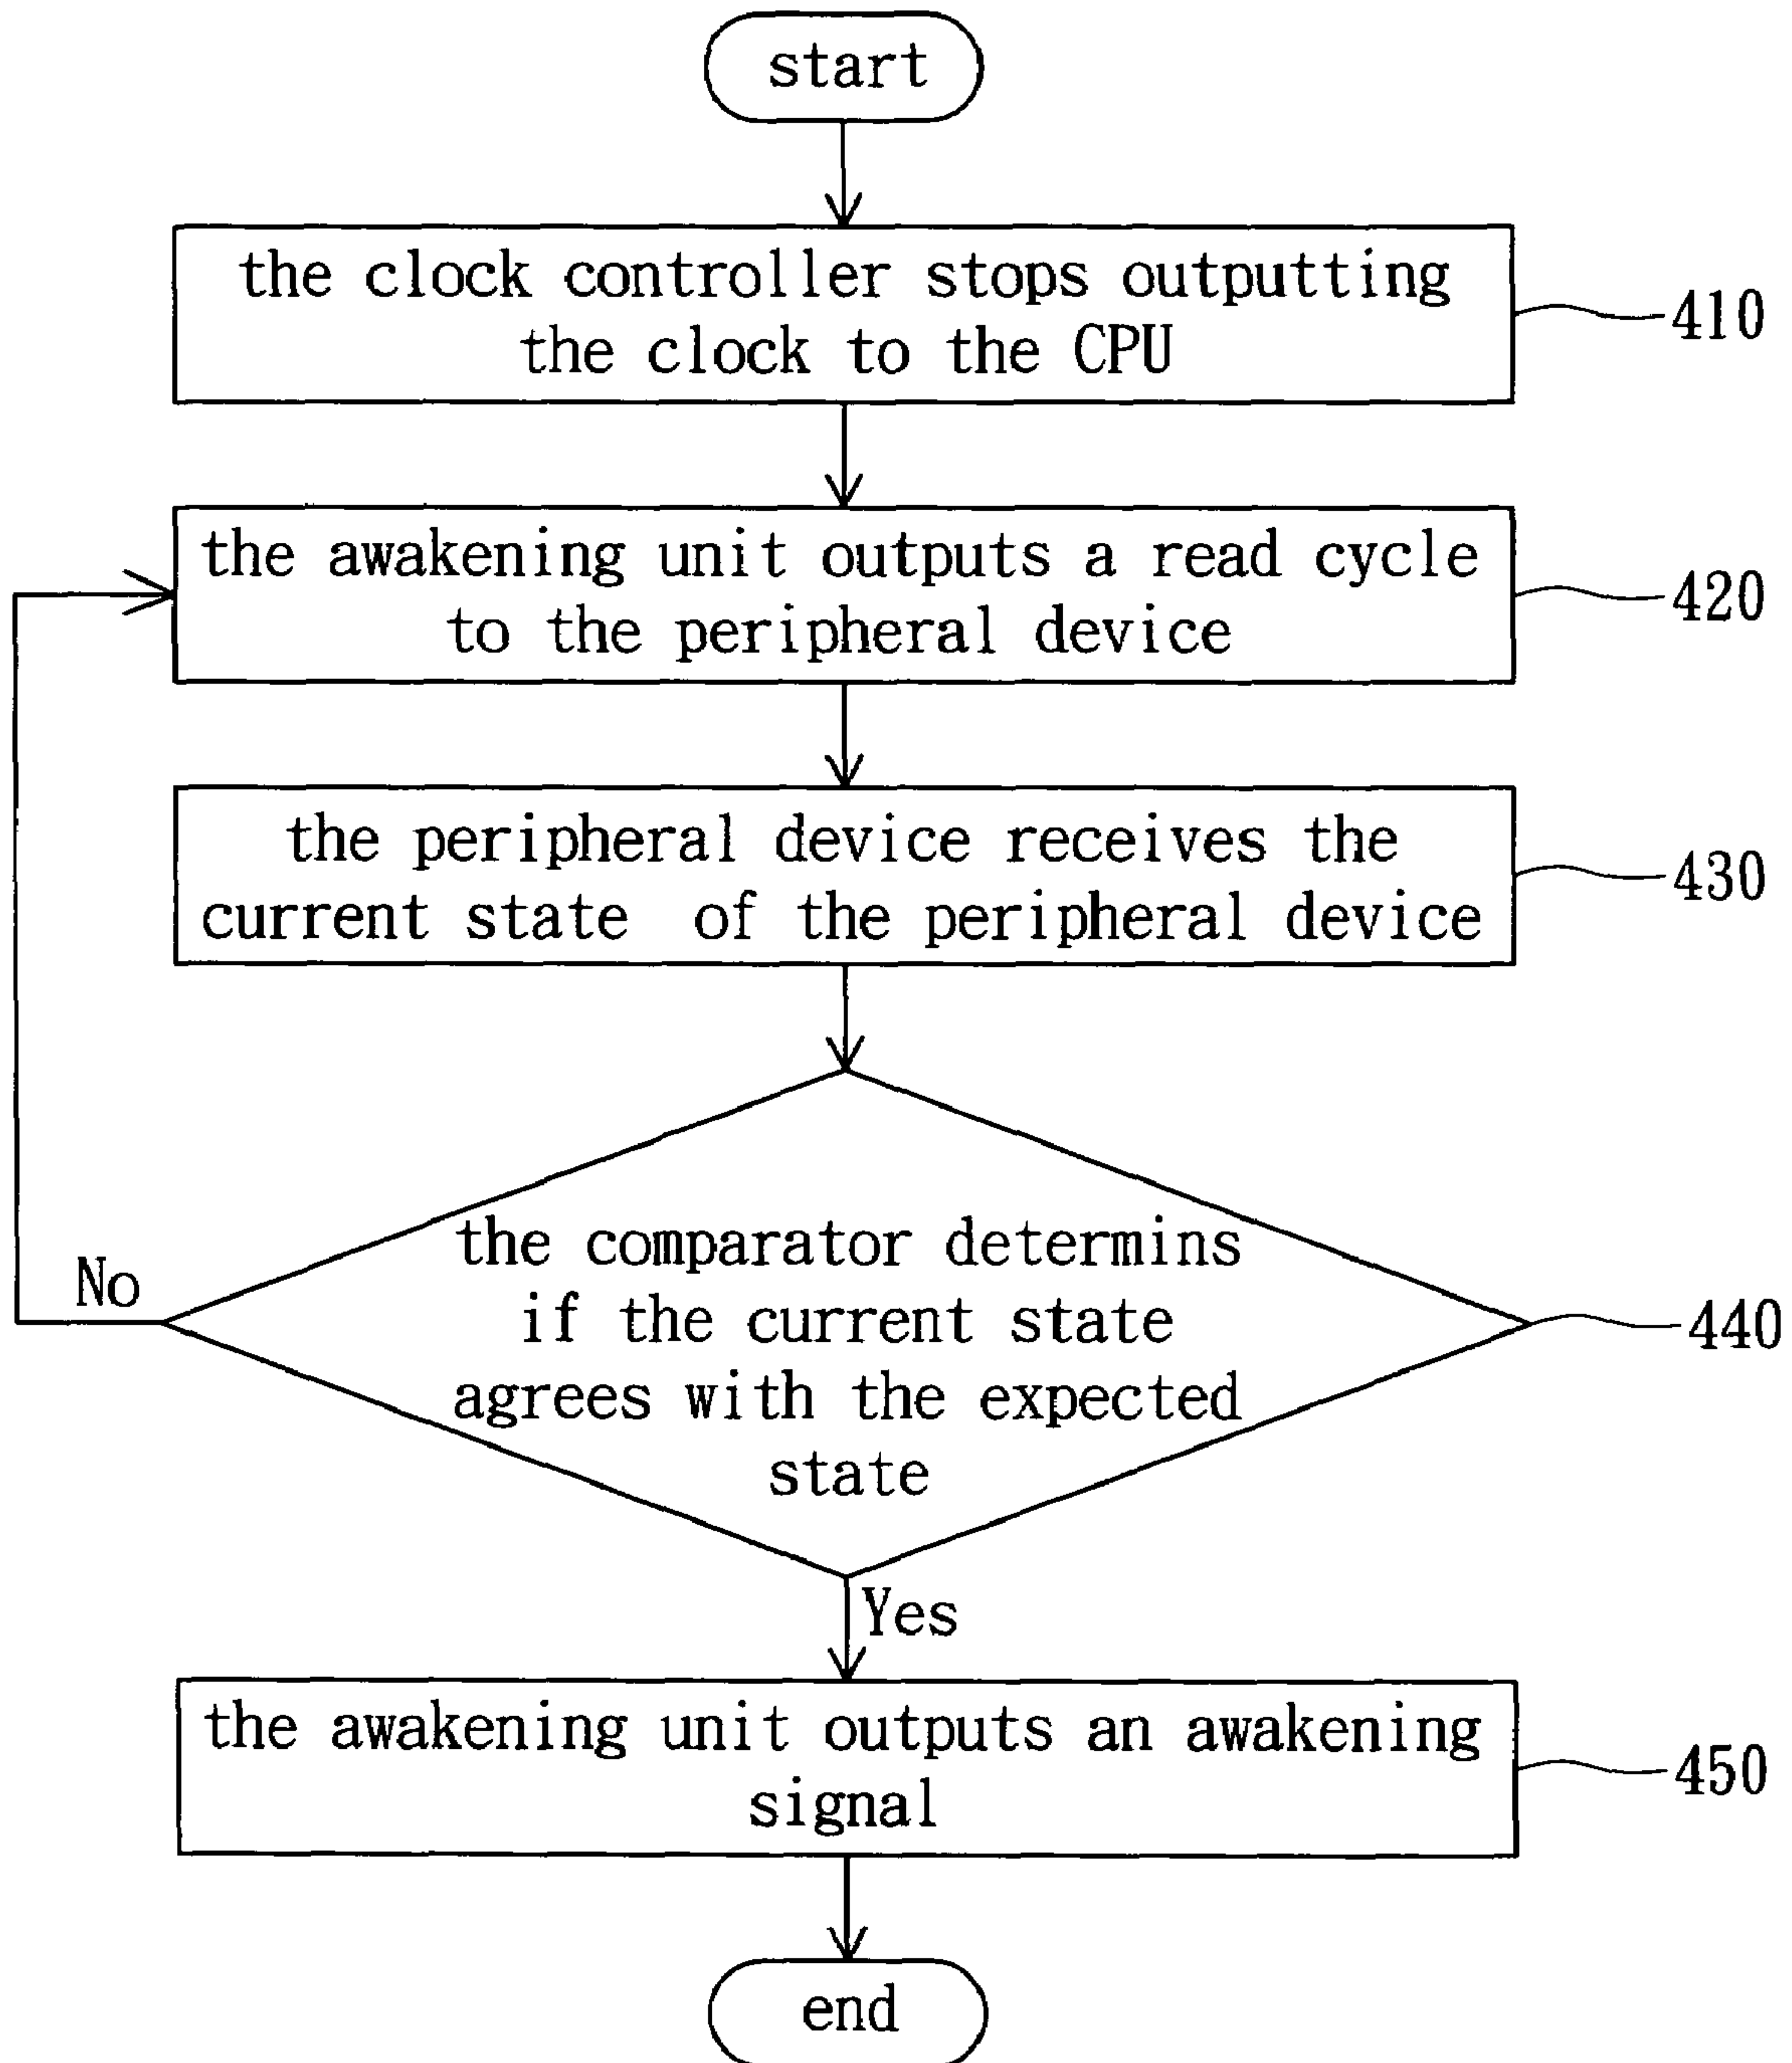 start
the clock controller stops outputting
the clock to the CPU
410
the awakening unit outputs a read cycle
to the peripheral device
420
the peripheral device receives the
current state of the peripheral device
430
the comparator determins
if the current state
agrees with the expected
state
440
No
Yes
the awakening unit outputs an awakening
signal
450
end